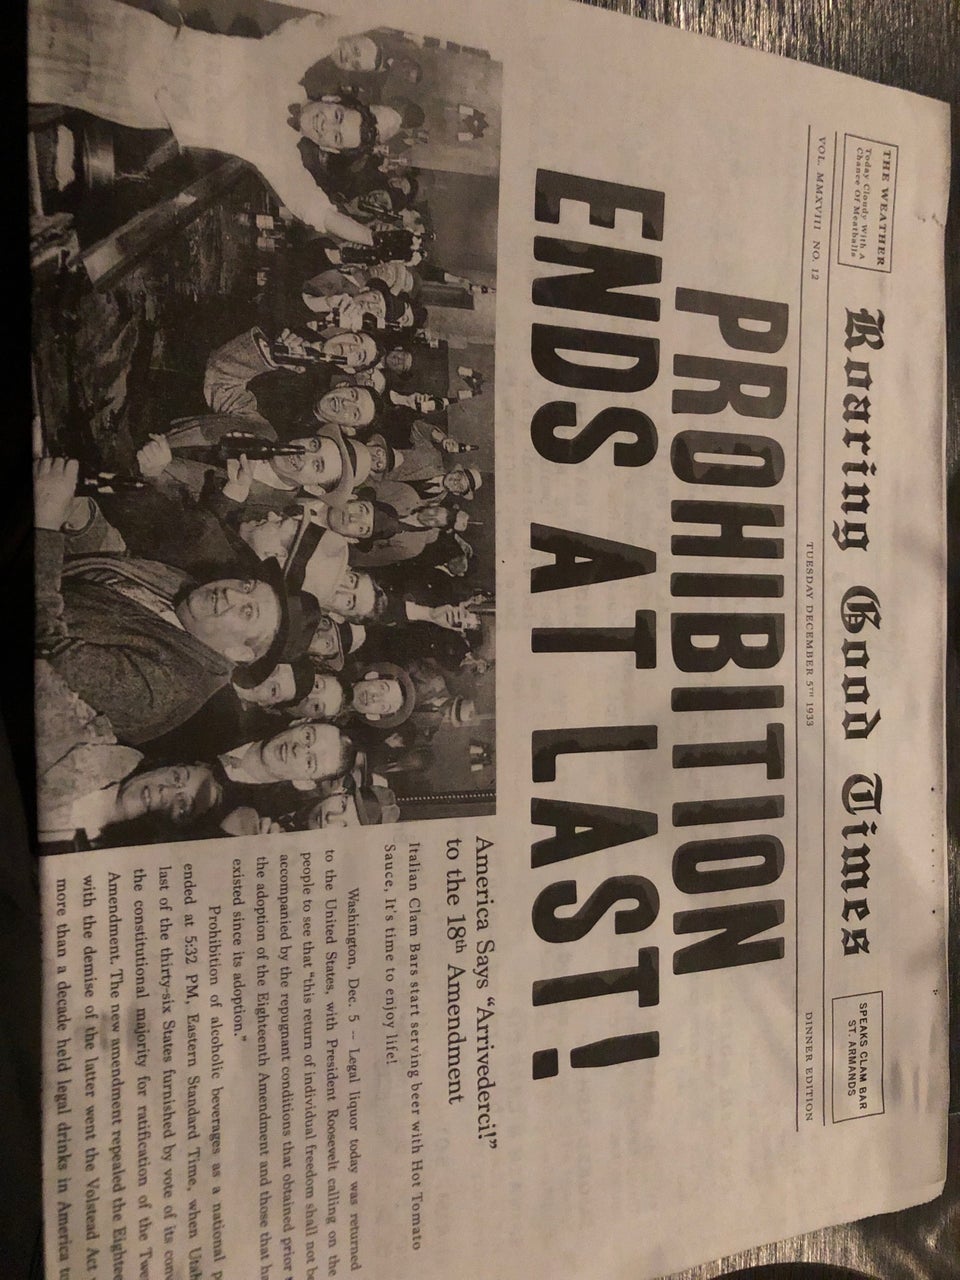 THE WEATHER
Today Cloudy With A
Chance Of Meatballs
Roaring Good Times
SPEAKS CLAM BAR
ST. ARMANDS
VOL. MMXVIII NO. 12
TUESDAY DECEMBER 5TH 1933
DINNER EDITION
PROHIBITION
ENDS AT LAST!
America Says “Arrivederci!”
to the 18th Amendment
Italian Clam Bars start serving beer with Hot Tomato
Sauce, It's time to enjoy life!
Washington, Dec. 5 -- Legal liquor today was returned
to the United States, with President Roosevelt calling on the
people to see that “this return of individual freedom shall not b
accompanied by the repugnant conditions that obtained prior
the adoption of the Eighteenth Amendment and those that ha
existed since its adoption.”
Prohibition of alcoholic beverages as a national p
ended at 5:32 PM, Eastern Standard Time, when Utah
last of the thirty-six States furnished by vote of its conv
the constitutional majority for ratification of the Twe
Amendment. The new amendment repealed the Eightee
with the demise of the latter went the Volstead Act
more than a decade held legal drinks in America to